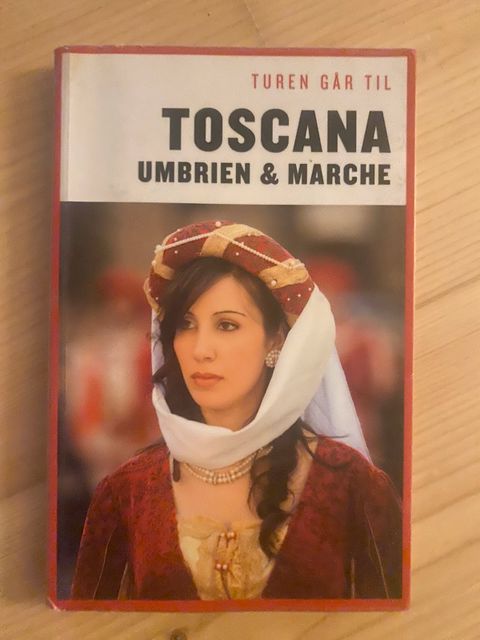 TUREN GÅR TIL
TOSCANA
UMBRIEN & MARCHE